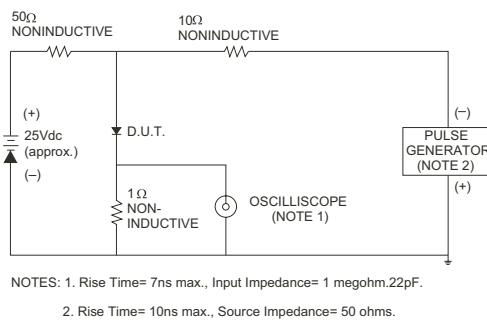 50Ω
NONINDUCTIVE
10Ω
NONINDUCTIVE
(+)
25Vdc
(approx.)
(–)
D.U.T.
1Ω
NON-
INDUCTIVE
OSCILLISCOPE
(NOTE 1)
(–)
PULSE
GENERATOR
(NOTE 2)
(+)
NOTES: 1. Rise Time= 7ns max., Input Impedance= 1 megohm.22pF.
2. Rise Time= 10ns max., Source Impedance= 50 ohms.